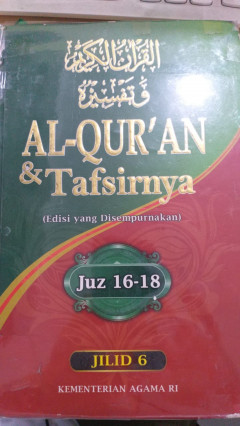 القرآن الكريم
وتفسيره
AL-QUR'AN
& Tafsirnya
(Edisi yang Disempurnakan)
Juz 16-18
JILID 6
KEMENTERIAN AGAMA RI